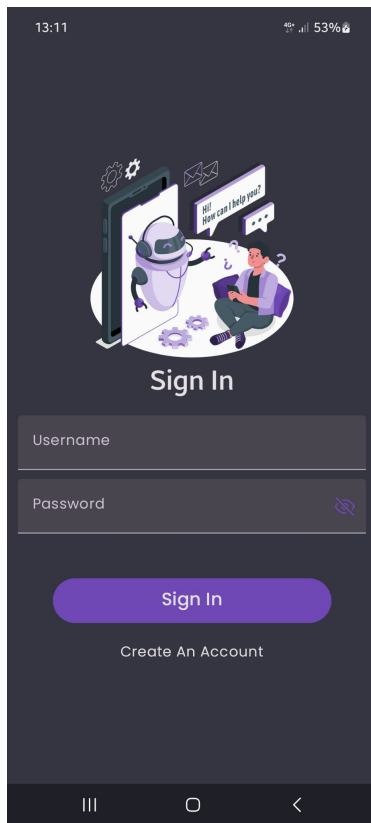 13:11
4G+ 53%
Hi!
How can I help you?
Sign In
Username
Password
Sign In
Create An Account